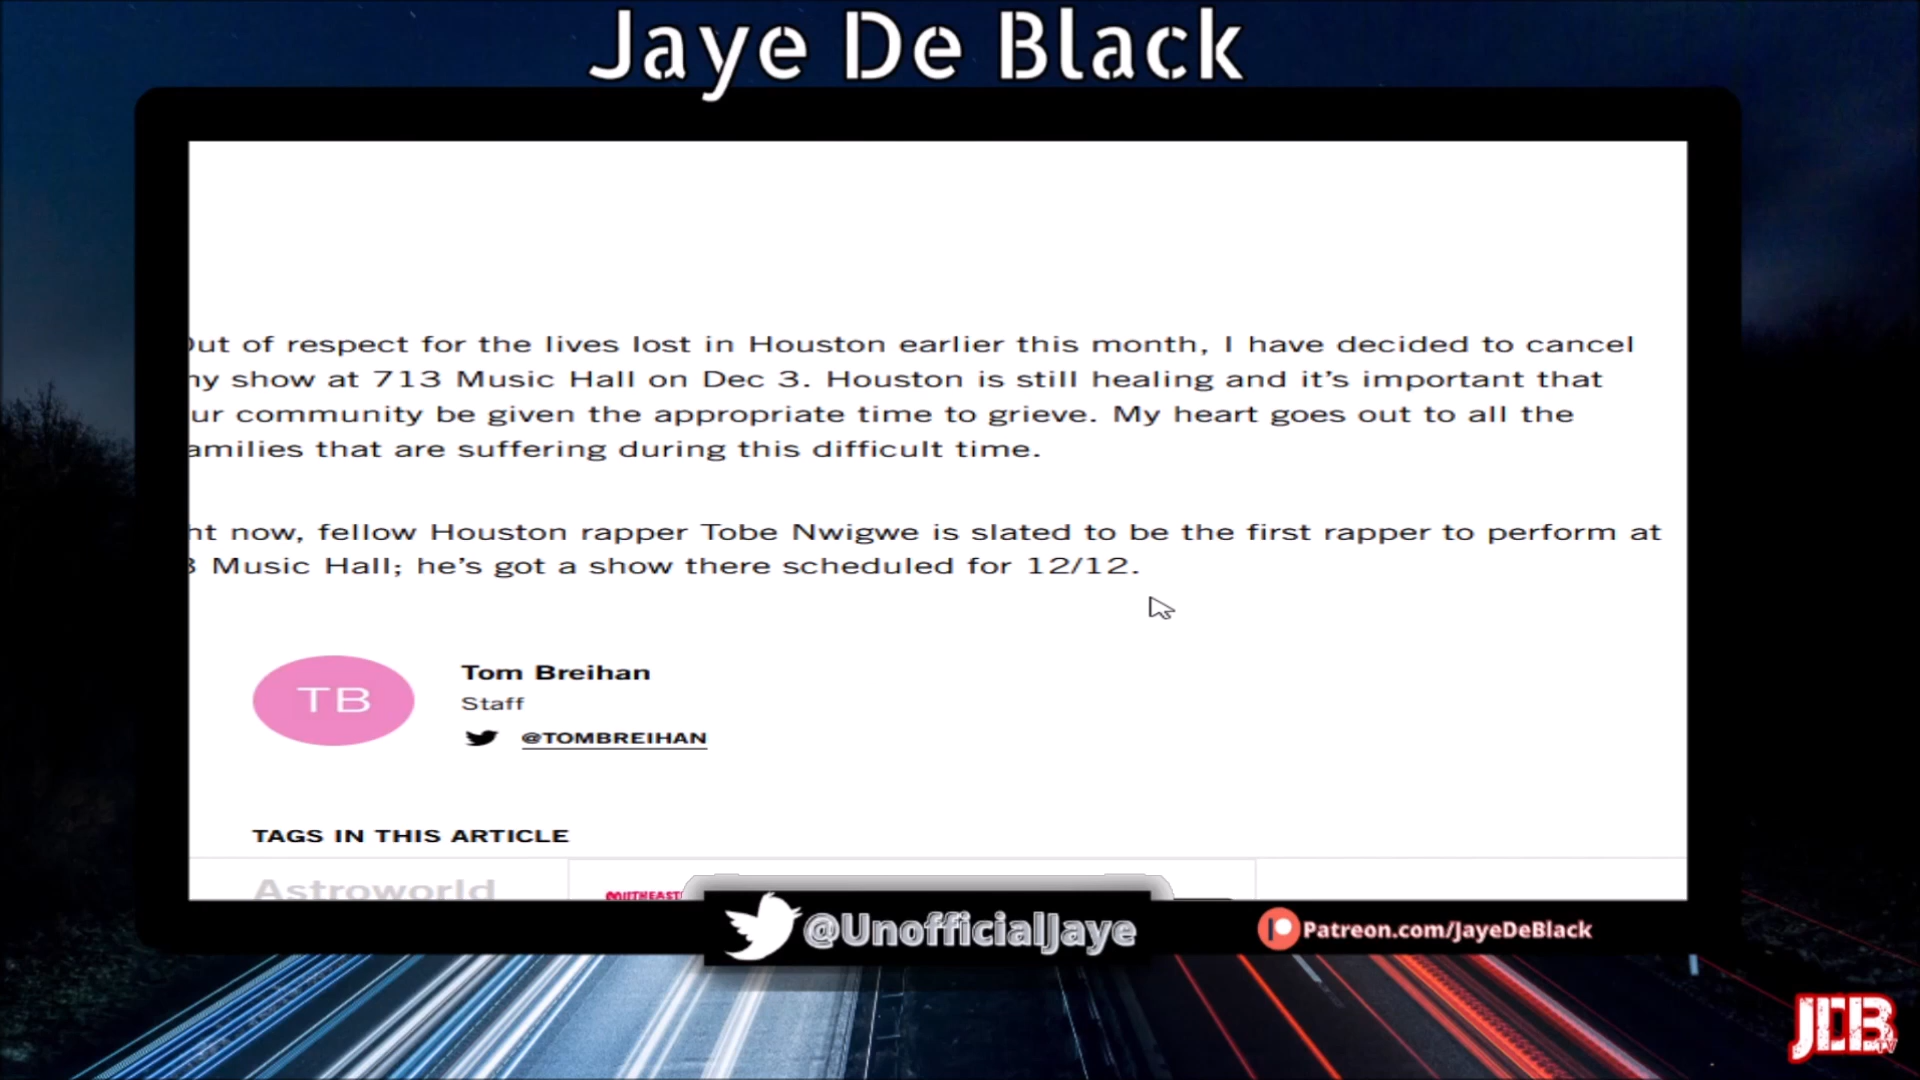 Jaye De Black
Out of respect for the lives lost in Houston earlier this month, I have decided to cancel
my show at 713 Music Hall on Dec 3. Houston is still healing and it's important that
ur community be given the appropriate time to grieve. My heart goes out to all the
amilies that are suffering during this difficult time.
ht now, fellow Houston rapper Tobe Nwigwe is slated to be the first rapper to perform at
3 Music Hall; he's got a show there scheduled for 12/12.
TB
Tom Breihan
Staff
@TOMBREIHAN
TAGS IN THIS ARTICLE
Astroworld
@UnofficialJaye
Patreon.com/JayeDeBlack
JDB
TV